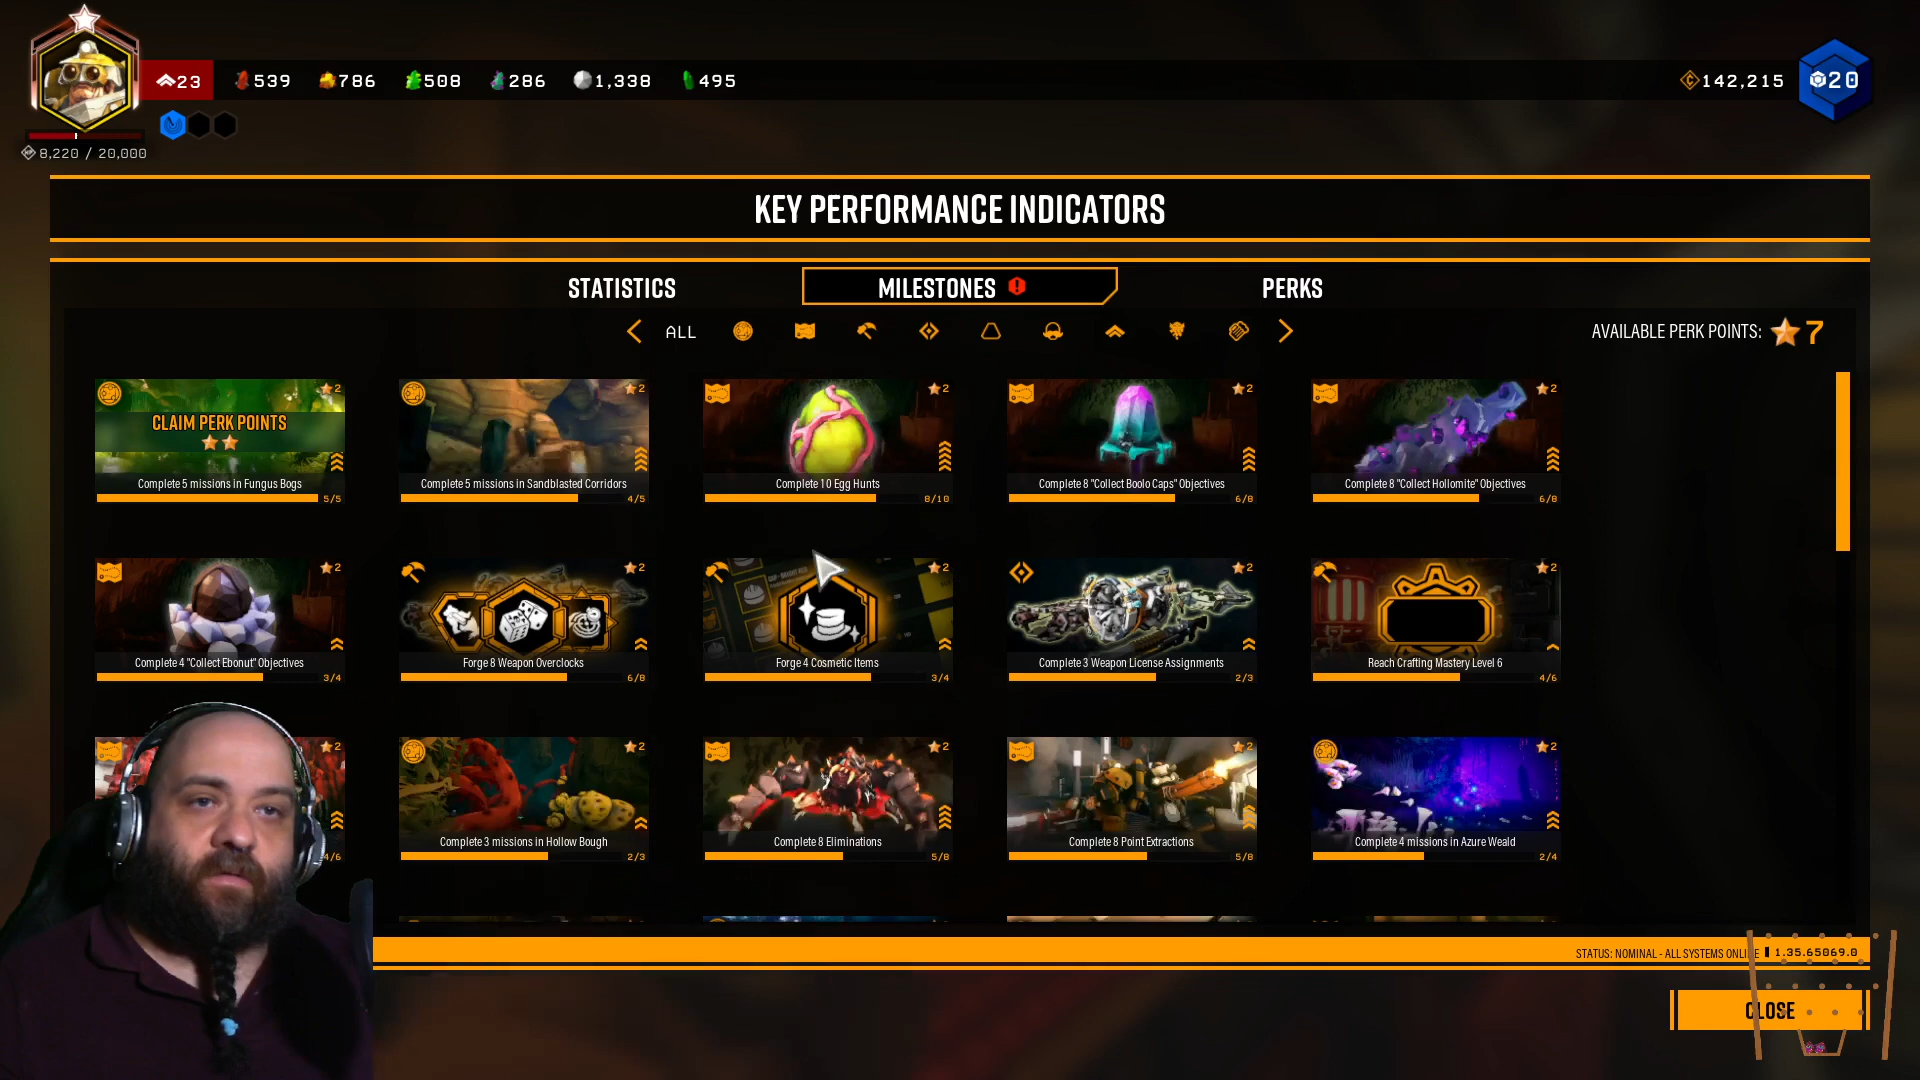 23 539 786 508 286 1,338 495 142,215 20
8,220 / 20,000
KEY PERFORMANCE INDICATORS
STATISTICS MILESTONES PERKS
ALL AVAILABLE PERK POINTS: 7
CLAIM PERK POINTS
2 2 2 2 2
Complete 5 missions in Fungus Bogs
5/5
Complete 5 missions in Sandblasted Corridors
4/5
Complete 10 Egg Hunts
8/10
Complete 8 "Collect Boolo Caps" Objectives
6/8
Complete 8 "Collect Hollomite" Objectives
6/8
2 2 2 2 2
Complete 4 "Collect Ebonut" Objectives
3/4
Forge 8 Weapon Overclocks
6/8
Forge 4 Cosmetic Items
3/4
Complete 3 Weapon License Assignments
2/3
Reach Crafting Mastery Level 6
4/6
2 2 2 2 2
4/6
Complete 3 missions in Hollow Bough
2/3
Complete 8 Eliminations
5/8
Complete 8 Point Extractions
5/8
Complete 4 missions in Azure Weald
2/4
STATUS: NOMINAL - ALL SYSTEMS ONLINE 1.35.65069.0
CLOSE